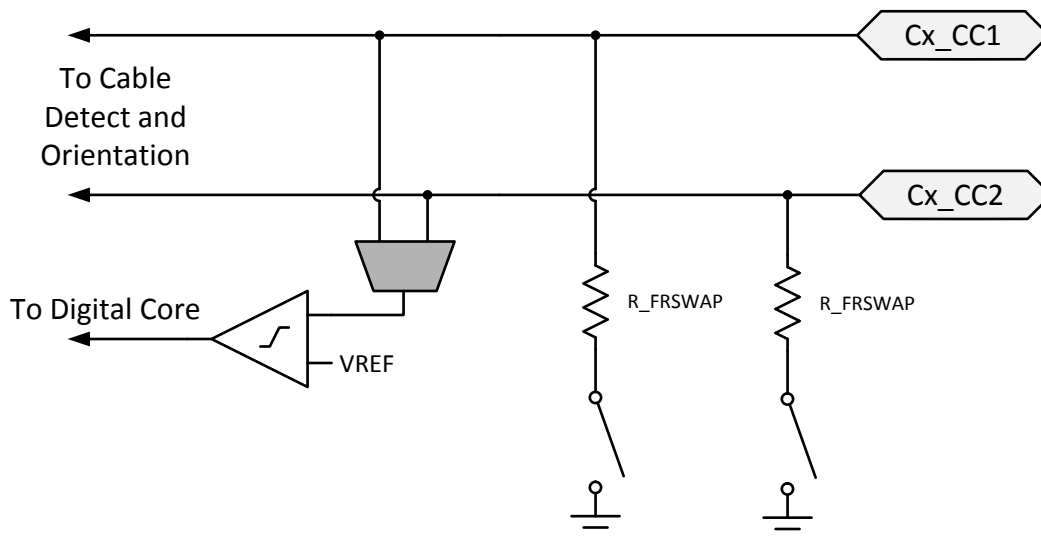 Cx_CC1
To Cable
Detect and
Orientation
Cx_CC2
To Digital Core
R_FRSWAP
R_FRSWAP
VREF